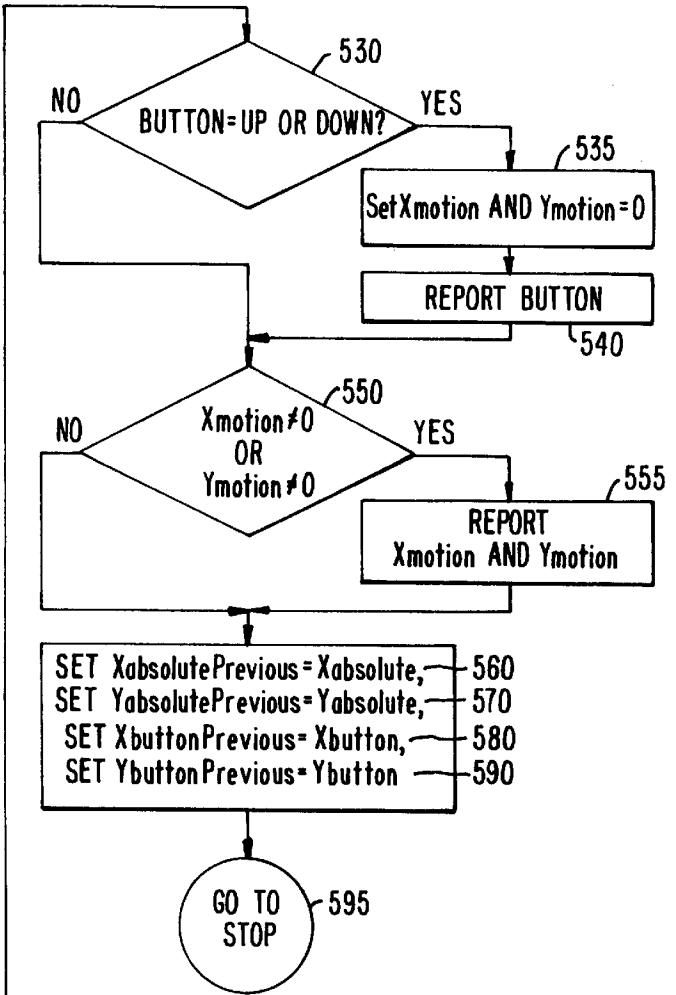 530
NO
YES
BUTTON=UP OR DOWN?
535
SetXmotion AND Ymotion=0
REPORT BUTTON
540
550
NO
YES
Xmotion≠0
OR
Ymotion≠0
555
REPORT
Xmotion AND Ymotion
SET XabsolutePrevious=Xabsolute, 560
SET YabsolutePrevious=Yabsolute, 570
SET XbuttonPrevious=Xbutton, 580
SET YbuttonPrevious=Ybutton 590
GO TO
STOP
595